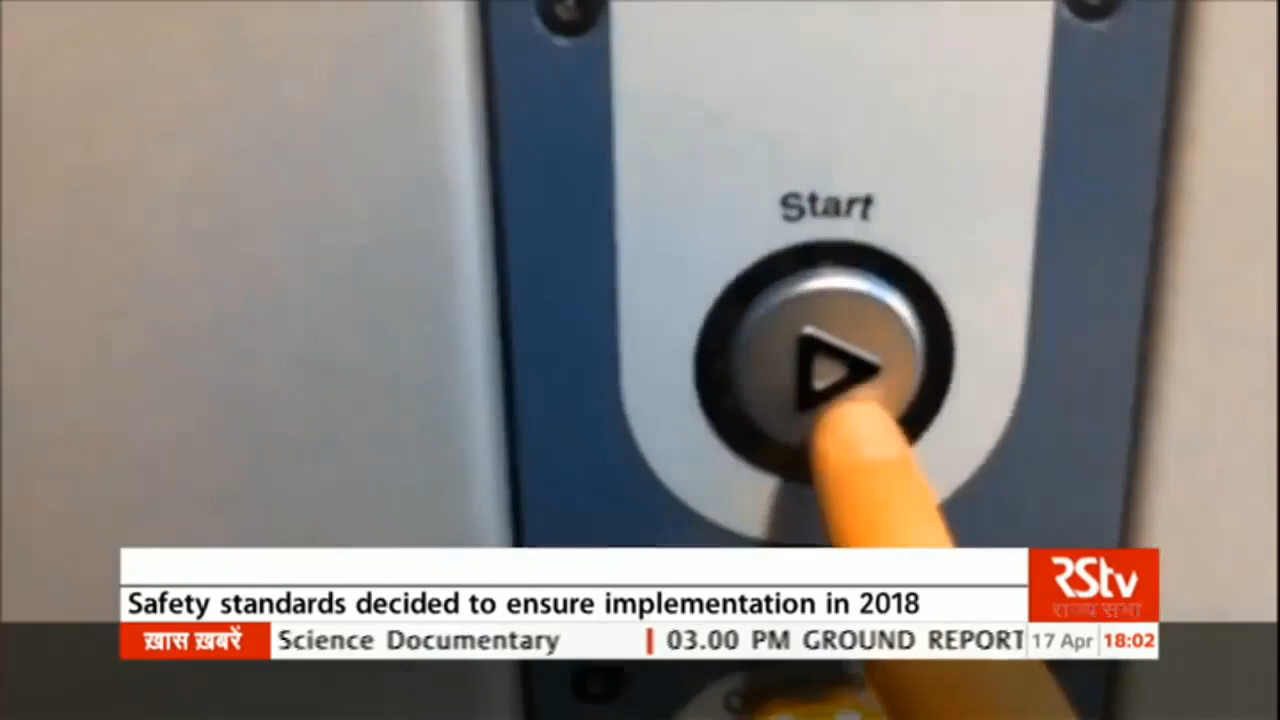 Start
Safety standards decided to ensure implementation in 2018
RSTV
राज्य सभा
ख़ास ख़बरें
Science Documentary
03.00 PM GROUND REPORT
17 Apr
18:02